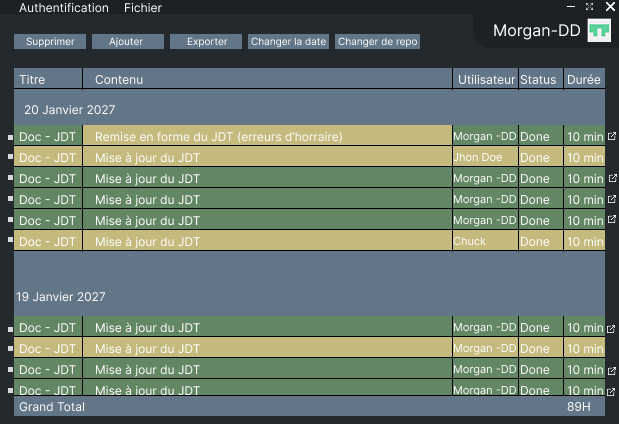 Authentification Fichier
Morgan-DD
Supprimer Ajouter Exporter Changer la date Changer de repo
Titre Contenu Utilisateur Status Durée
20 Janvier 2027
Doc - JDT Remise en forme du JDT (erreurs d'horraire) Morgan -DD Done 10 min
Doc - JDT Mise à jour du JDT Jhon Doe Done 10 min
Doc - JDT Mise à jour du JDT Morgan -DD Done 10 min
Doc - JDT Mise à jour du JDT Morgan -DD Done 10 min
Doc - JDT Mise à jour du JDT Morgan -DD Done 10 min
Doc - JDT Mise à jour du JDT Chuck Done 10 min
19 Janvier 2027
Doc - JDT Mise à jour du JDT Morgan -DD Done 10 min
Doc - JDT Mise à jour du JDT Morgan -DD Done 10 min
Doc - JDT Mise à jour du JDT Morgan -DD Done 10 min
Doc - JDT Mise à jour du JDT Morgan -DD Done 10 min
Grand Total 89H